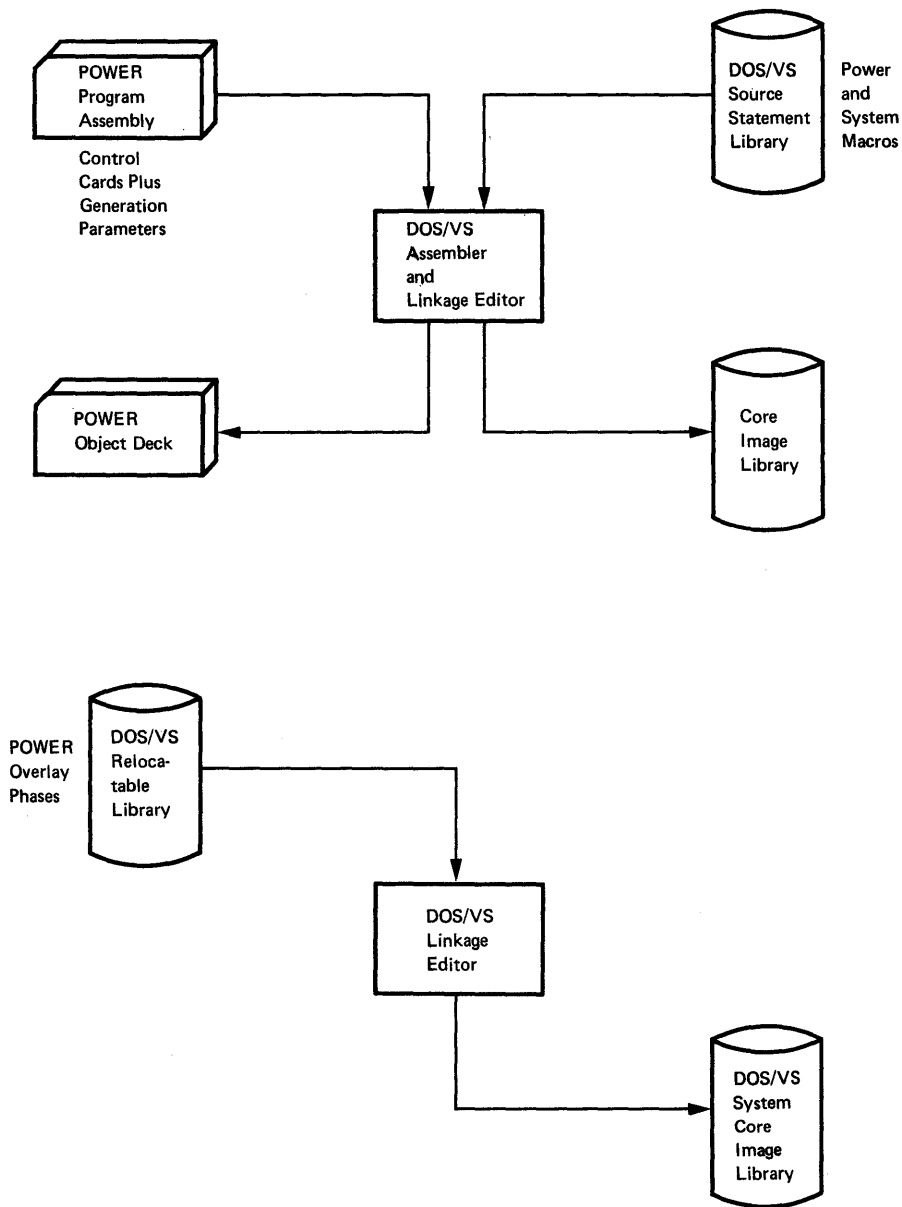 POWER
Program
Assembly
Control
Cards Plus
Generation
Parameters
DOS/VS
Source
Statement
Library
Power
and
System
Macros
DOS/VS
Assembler
and
Linkage Editor
POWER
Object Deck
Core
Image
Library
POWER
Overlay
Phases
DOS/VS
Reloca-
table
Library
DOS/VS
Linkage
Editor
DOS/VS
System
Core
Image
Library